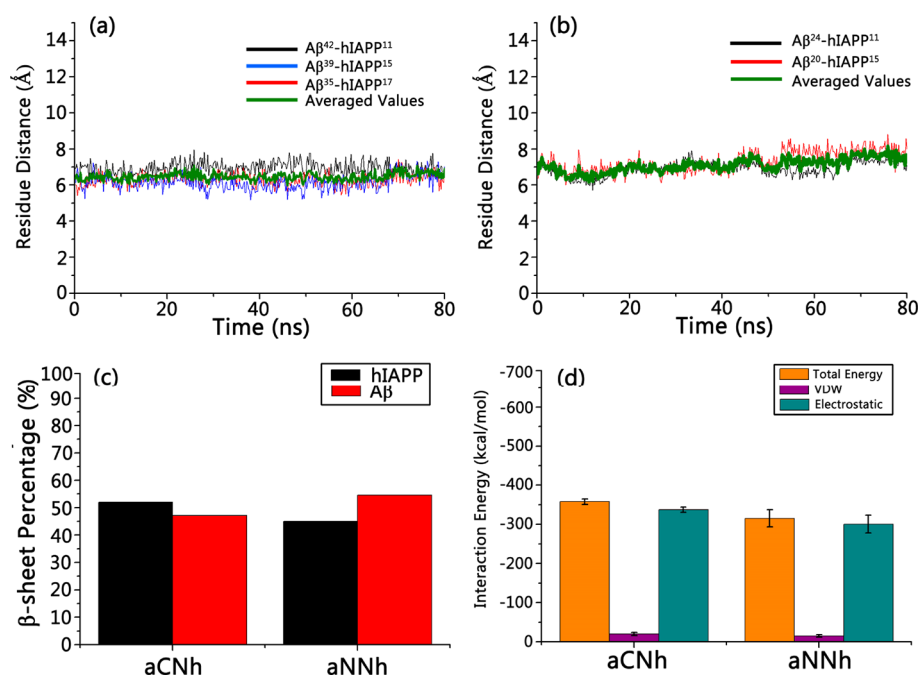 (a)
Aβ⁴²-hIAPP¹¹
Aβ³⁹-hIAPP¹⁵
Aβ³⁵-hIAPP¹⁷
Averaged Values
Residue Distance (Å)
14
12
10
8
6
4
2
0
0 20 40 60 80
Time (ns)
(b)
Aβ²⁴-hIAPP¹¹
Aβ²⁰-hIAPP¹⁵
Averaged Values
Residue Distance (Å)
14
12
10
8
6
4
2
0
0 20 40 60 80
Time (ns)
(c)
hIAPP
Aβ
β-sheet Percentage (%)
100
90
80
70
60
50
40
30
20
10
0
aCNh aNNh
(d)
Total Energy
VDW
Electrostatic
Interaction Energy (kcal/mol)
-700
-600
-500
-400
-300
-200
-100
0
aCNh aNNh